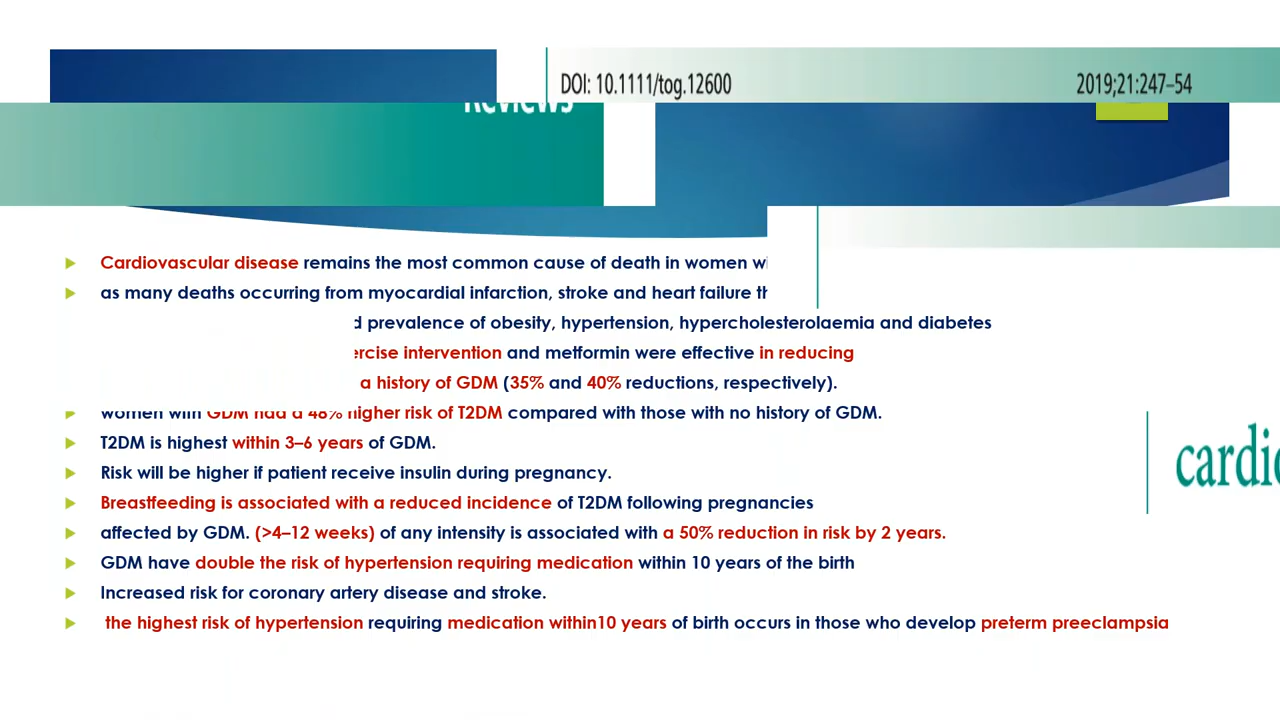 DOI: 10.1111/tog.12600 2019;21:247–54
Reviews
Cardiovascular disease remains the most common cause of death in women
as many deaths occurring from myocardial infarction, stroke and heart failure
prevalence of obesity, hypertension, hypercholesterolaemia and diabetes
intervention and metformin were effective in reducing
a history of GDM (35% and 40% reductions, respectively).
women with GDM had a 48% higher risk of T2DM compared with those with no history of GDM.
T2DM is highest within 3–6 years of GDM.
Risk will be higher if patient receive insulin during pregnancy.
Breastfeeding is associated with a reduced incidence of T2DM following pregnancies
affected by GDM. (>4–12 weeks) of any intensity is associated with a 50% reduction in risk by 2 years.
GDM have double the risk of hypertension requiring medication within 10 years of the birth
Increased risk for coronary artery disease and stroke.
the highest risk of hypertension requiring medication within10 years of birth occurs in those who develop preterm preeclampsia